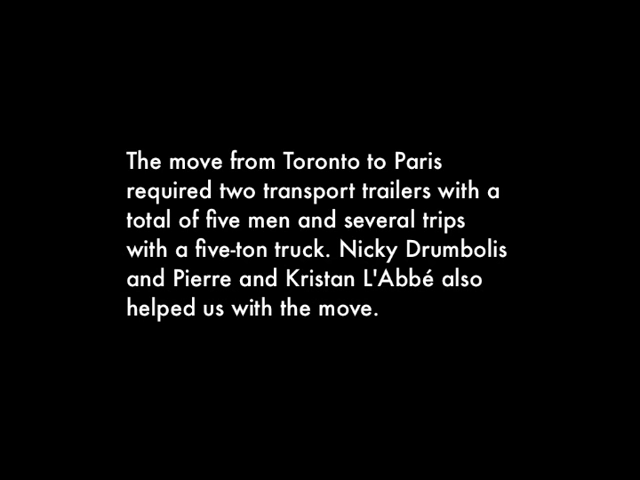 The move from Toronto to Paris
required two transport trailers with a
total of five men and several trips
with a five-ton truck. Nicky Drumbolis
and Pierre and Kristan L'Abbé also
helped us with the move.